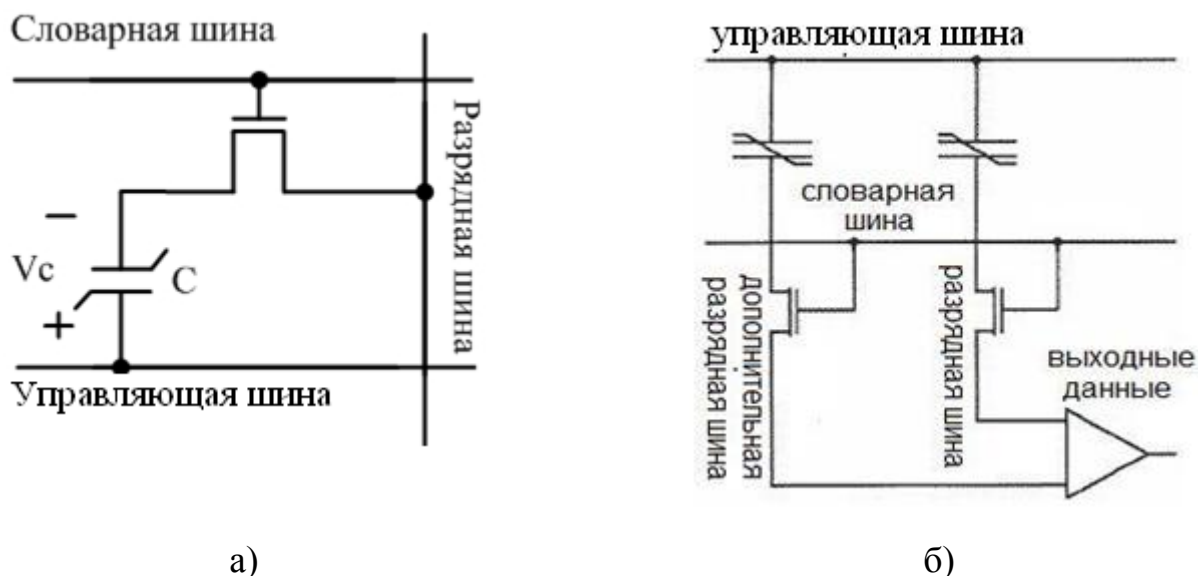 Словарная шина
Разрядная шина
–
Vc
C
+
Управляющая шина
а)
управляющая шина
словарная
шина
дополнительная
разрядная шина
разрядная шина
выходные
данные
б)